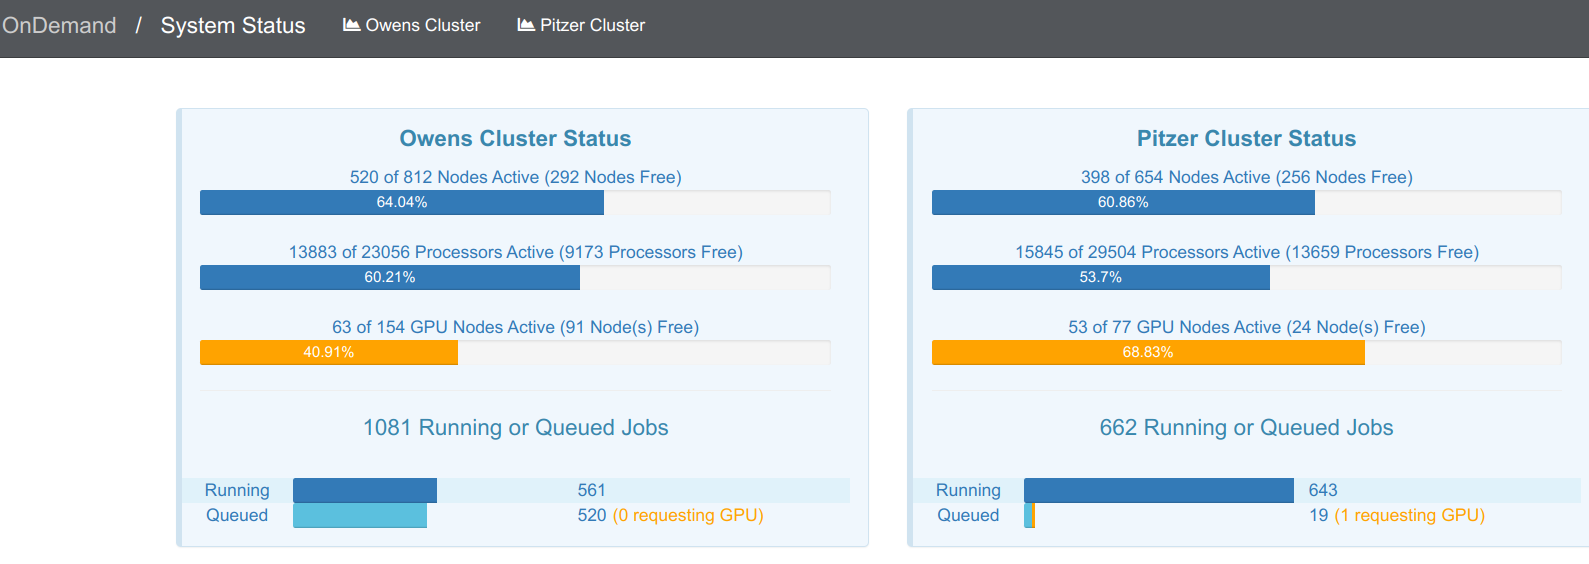 OnDemand / System Status Owens Cluster Pitzer Cluster
Owens Cluster Status
520 of 812 Nodes Active (292 Nodes Free)
64.04%
13883 of 23056 Processors Active (9173 Processors Free)
60.21%
63 of 154 GPU Nodes Active (91 Node(s) Free)
40.91%
1081 Running or Queued Jobs
Running 561
Queued 520 (0 requesting GPU)
Pitzer Cluster Status
398 of 654 Nodes Active (256 Nodes Free)
60.86%
15845 of 29504 Processors Active (13659 Processors Free)
53.7%
53 of 77 GPU Nodes Active (24 Node(s) Free)
68.83%
662 Running or Queued Jobs
Running 643
Queued 19 (1 requesting GPU)